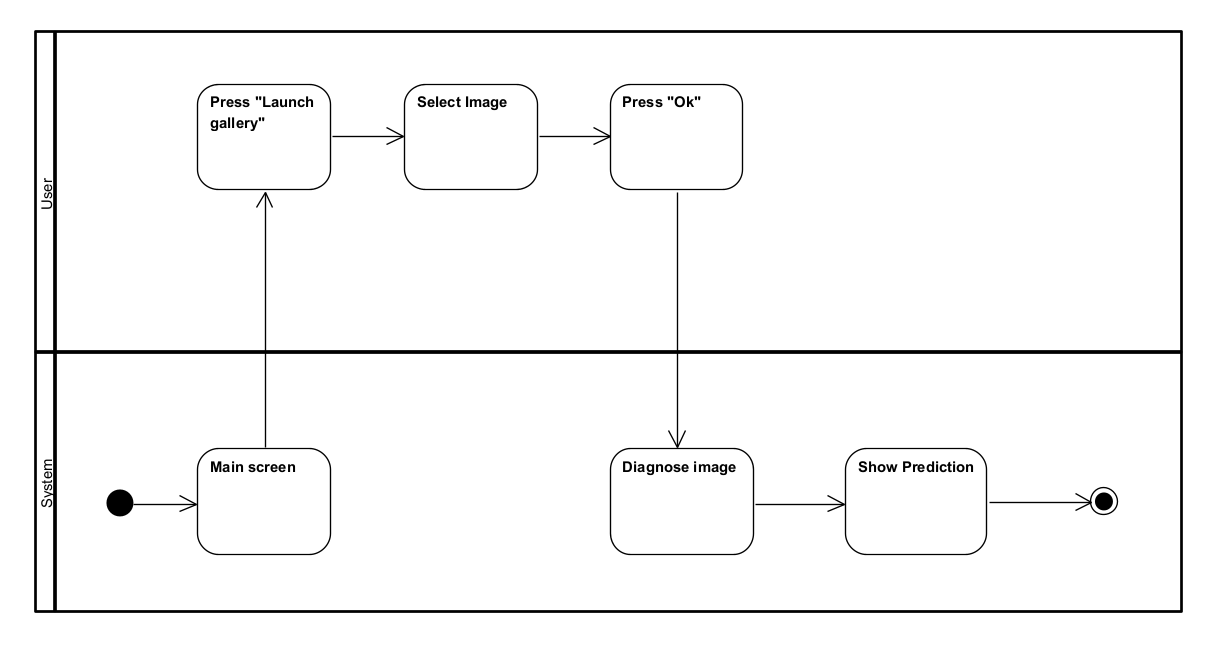 User
Press "Launch
gallery"
Select Image
Press "Ok"
System
Main screen
Diagnose image
Show Prediction